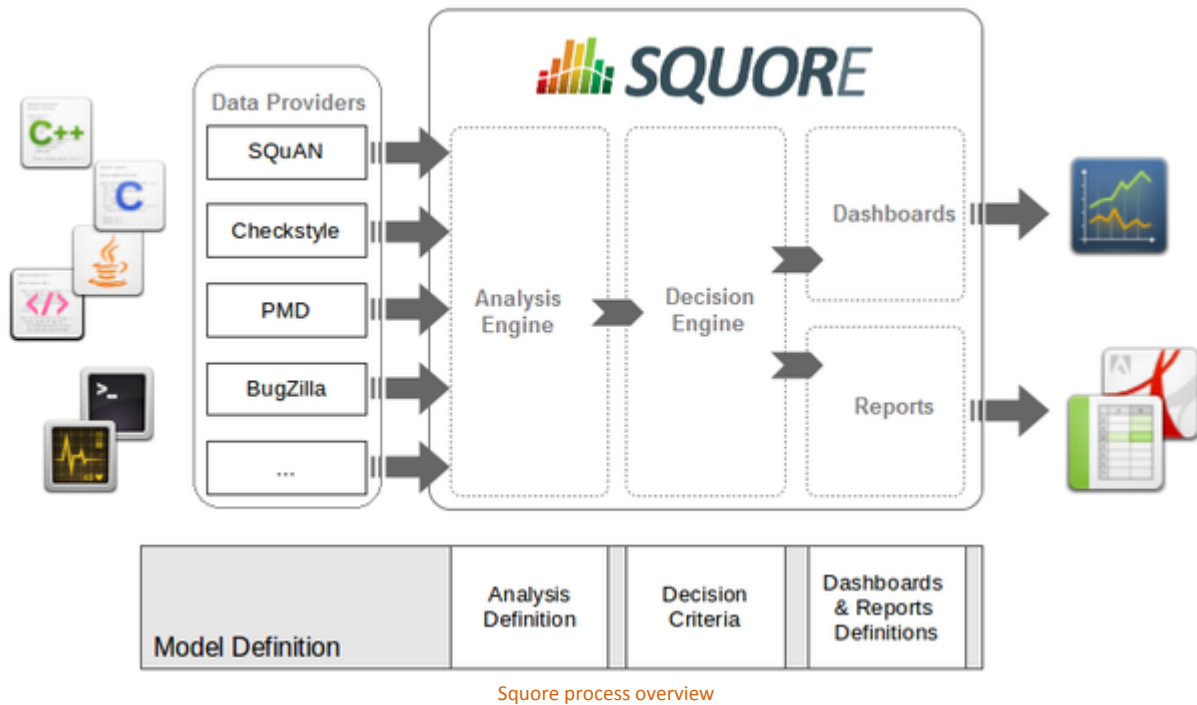 SQUORE
Data Providers
C++
SQuAN
C
Checkstyle
Dashboards
</>
PMD
Analysis
Engine
Decision
Engine
>_
BugZilla
Reports
...
Analysis
Definition
Decision
Criteria
Dashboards
& Reports
Definitions
Model Definition
Squore process overview